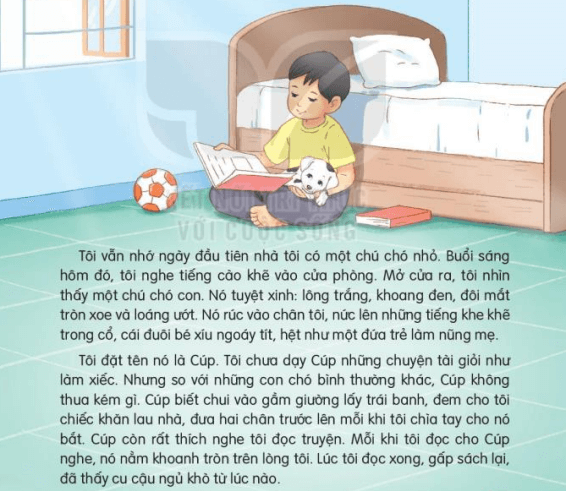 KẾT NỐI TRI THỨC
VỚI CUỘC SỐNG
Tôi vẫn nhớ ngày đầu tiên nhà tôi có một chú chó nhỏ. Buổi sáng
hôm đó, tôi nghe tiếng cào khẽ vào cửa phòng. Mở cửa ra, tôi nhìn
thấy một chú chó con. Nó tuyệt xinh: lông trắng, khoang đen, đôi mắt
tròn xoe và loáng ướt. Nó rúc vào chân tôi, nức lên những tiếng khe khẽ
trong cổ, cái đuôi bé xíu ngoáy tít, hệt như một đứa trẻ làm nũng mẹ.
Tôi đặt tên nó là Cúp. Tôi chưa dạy Cúp những chuyện tài giỏi như
làm xiếc. Nhưng so với những con chó bình thường khác, Cúp không
thua kém gì. Cúp biết chui vào gầm giường lấy trái banh, đem cho tôi
chiếc khăn lau nhà, đưa hai chân trước lên mỗi khi tôi chìa tay cho nó
bắt. Cúp còn rất thích nghe tôi đọc truyện. Mỗi khi tôi đọc cho Cúp
nghe, nó nằm khoanh tròn trên lòng tôi. Lúc tôi đọc xong, gấp sách lại,
đã thấy cu cậu ngủ khò từ lúc nào.